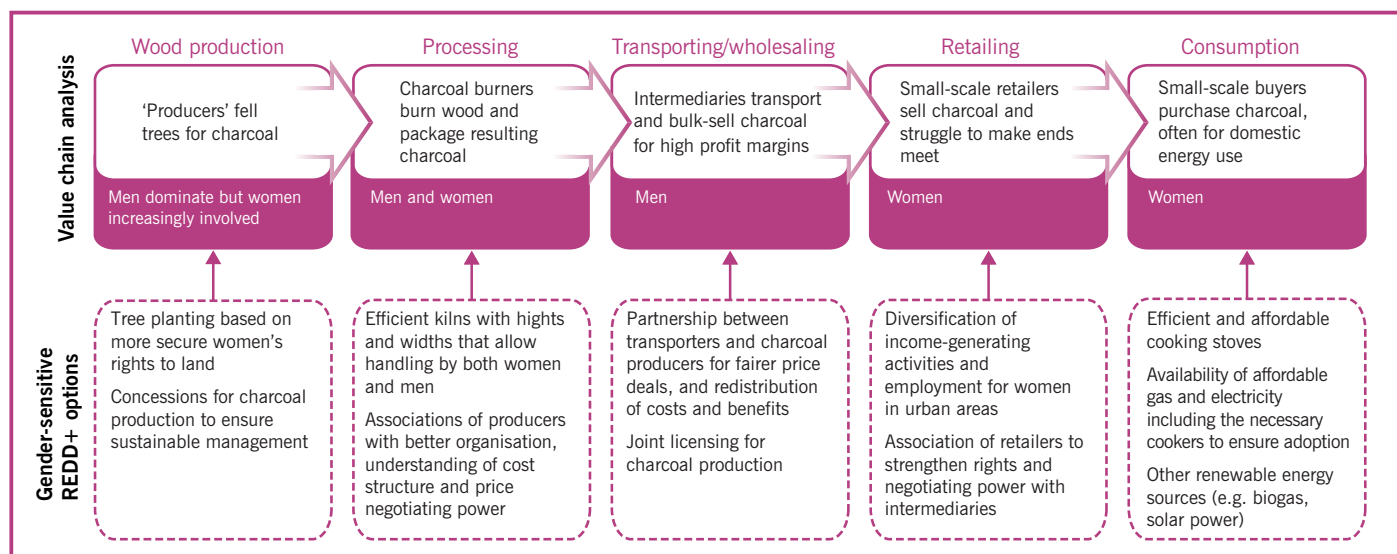 Value chain analysis
Wood production
'Producers' fell
trees for charcoal
Men dominate but women
increasingly involved
Processing
Charcoal burners
burn wood and
package resulting
charcoal
Men and women
Transporting/wholesaling
Intermediaries transport
and bulk-sell charcoal
for high profit margins
Men
Retailing
Small-scale retailers
sell charcoal and
struggle to make ends
meet
Women
Consumption
Small-scale buyers
purchase charcoal,
often for domestic
energy use
Women
Gender-sensitive
REDD+ options
Tree planting based on
more secure women's
rights to land
Concessions for charcoal
production to ensure
sustainable management
Efficient kilns with hights
and widths that allow
handling by both women
and men
Associations of producers
with better organisation,
understanding of cost
structure and price
negotiating power
Partnership between
transporters and charcoal
producers for fairer price
deals, and redistribution
of costs and benefits
Joint licensing for
charcoal production
Diversification of
income-generating
activities and
employment for women
in urban areas
Association of retailers to
strengthen rights and
negotiating power with
intermediaries
Efficient and affordable
cooking stoves
Availability of affordable
gas and electricity
including the necessary
cookers to ensure adoption
Other renewable energy
sources (e.g. biogas,
solar power)